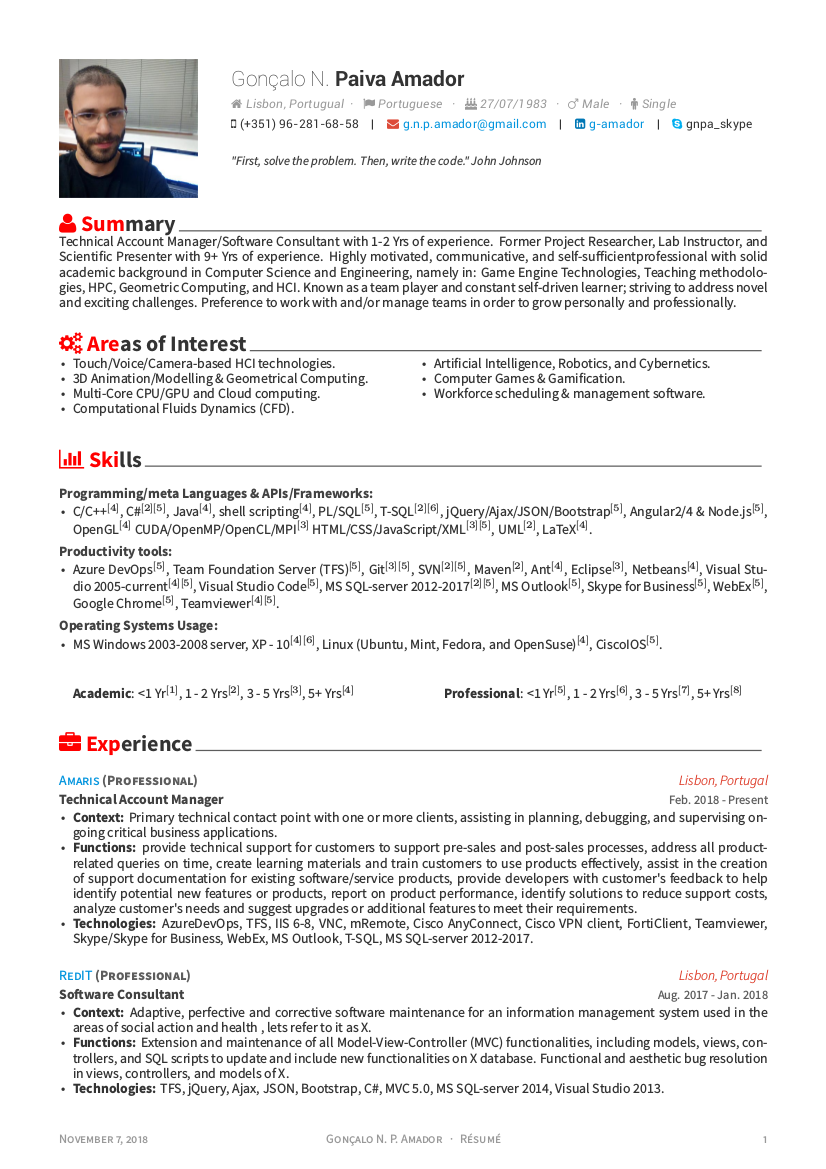 Gonçalo N. Paiva Amador
Lisbon, Portugual · Portuguese · 27/07/1983 · Male · Single
(+351) 96-281-68-58 | g.n.p.amador@gmail.com | g-amador | gnpa_skype
"First, solve the problem. Then, write the code." John Johnson
Summary
Technical Account Manager/Software Consultant with 1-2 Yrs of experience. Former Project Researcher, Lab Instructor, and
Scientific Presenter with 9+ Yrs of experience. Highly motivated, communicative, and self-sufficientprofessional with solid
academic background in Computer Science and Engineering, namely in: Game Engine Technologies, Teaching methodolo-
gies, HPC, Geometric Computing, and HCI. Known as a team player and constant self-driven learner; striving to address novel
and exciting challenges. Preference to work with and/or manage teams in order to grow personally and professionally.
Areas of Interest
• Touch/Voice/Camera-based HCI technologies.
• 3D Animation/Modelling & Geometrical Computing.
• Multi-Core CPU/GPU and Cloud computing.
• Computational Fluids Dynamics (CFD).
• Artificial Intelligence, Robotics, and Cybernetics.
• Computer Games & Gamification.
• Workforce scheduling & management software.
Skills
Programming/meta Languages & APIs/Frameworks:
• C/C++[4], C#[2][5], Java[4], shell scripting[4], PL/SQL[5], T-SQL[2][6], jQuery/Ajax/JSON/Bootstrap[5], Angular2/4 & Node.js[5],
OpenGL[4] CUDA/OpenMP/OpenCL/MPI[3] HTML/CSS/JavaScript/XML[3][5], UML[2], LaTeX[4].
Productivity tools:
• Azure DevOps[5], Team Foundation Server (TFS)[5], Git[3][5], SVN[2][5], Maven[2], Ant[4], Eclipse[3], Netbeans[4], Visual Stu-
dio 2005-current[4][5], Visual Studio Code[5], MS SQL-server 2012-2017[2][5], MS Outlook[5], Skype for Business[5], WebEx[5],
Google Chrome[5], Teamviewer[4][5].
Operating Systems Usage:
• MS Windows 2003-2008 server, XP - 10[4][6], Linux (Ubuntu, Mint, Fedora, and OpenSuse)[4], CiscoIOS[5].
Academic: <1 Yr[1], 1 - 2 Yrs[2], 3 - 5 Yrs[3], 5+ Yrs[4] Professional: <1 Yr[5], 1 - 2 Yrs[6], 3 - 5 Yrs[7], 5+ Yrs[8]
Experience
Amaris (Professional) Lisbon, Portugal
Technical Account Manager Feb. 2018 - Present
• Context: Primary technical contact point with one or more clients, assisting in planning, debugging, and supervising on-
going critical business applications.
• Functions: provide technical support for customers to support pre-sales and post-sales processes, address all product-
related queries on time, create learning materials and train customers to use products effectively, assist in the creation
of support documentation for existing software/service products, provide developers with customer's feedback to help
identify potential new features or products, report on product performance, identify solutions to reduce support costs,
analyze customer's needs and suggest upgrades or additional features to meet their requirements.
• Technologies: AzureDevOps, TFS, IIS 6-8, VNC, mRemote, Cisco AnyConnect, Cisco VPN client, FortiClient, Teamviewer,
Skype/Skype for Business, WebEx, MS Outlook, T-SQL, MS SQL-server 2012-2017.
RedIT (Professional) Lisbon, Portugal
Software Consultant Aug. 2017 - Jan. 2018
• Context: Adaptive, perfective and corrective software maintenance for an information management system used in the
areas of social action and health , lets refer to it as X.
• Functions: Extension and maintenance of all Model-View-Controller (MVC) functionalities, including models, views, con-
trollers, and SQL scripts to update and include new functionalities on X database. Functional and aesthetic bug resolution
in views, controllers, and models of X.
• Technologies: TFS, jQuery, Ajax, JSON, Bootstrap, C#, MVC 5.0, MS SQL-server 2014, Visual Studio 2013.
November 7, 2018 Gonçalo N. P. Amador · Résumé 1